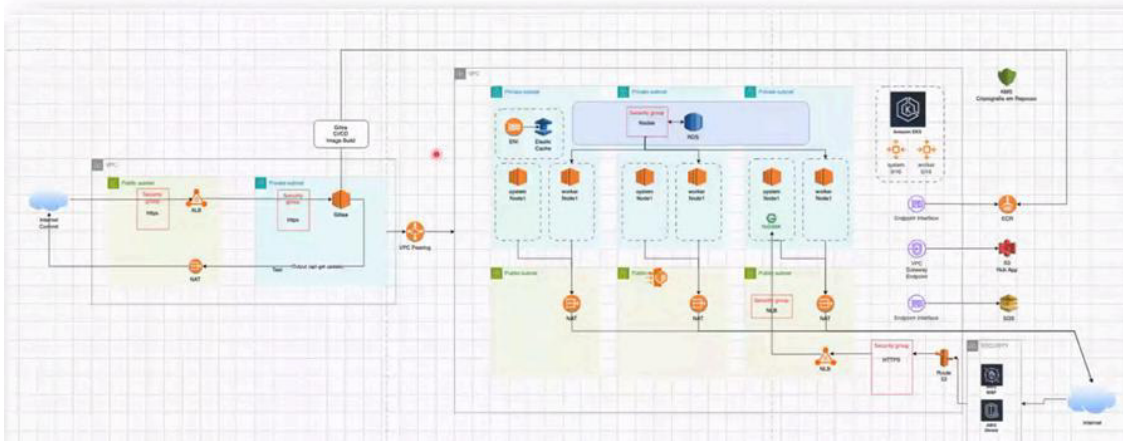 VPC
Private subnet
Private subnet
Private subnet
KMS
Criptografia em Repouso
Security group
Nodes
RDS
Amazon EKS
ENI
Elastic
Cache
system
worker
Gitea
CI/CD
Image Build
VPC
Public subnet
Private subnet
Security
group
Https
ALB
Security
group
Https
Gitea
Internet
NAT
VPC Peering
system
Node1
worker
Node1
system
Node1
worker
Node1
system
Node1
worker
Node1
Endpoint Interface
ECR
VPC
Gateway
Endpoint
S3
Endpoint Interface
SQS
Public subnet
Public subnet
Public subnet
Security group
NLB
NAT
NAT
NAT
NLB
Security group
HTTPS
Route
53
SECURITY
WAF
Internet